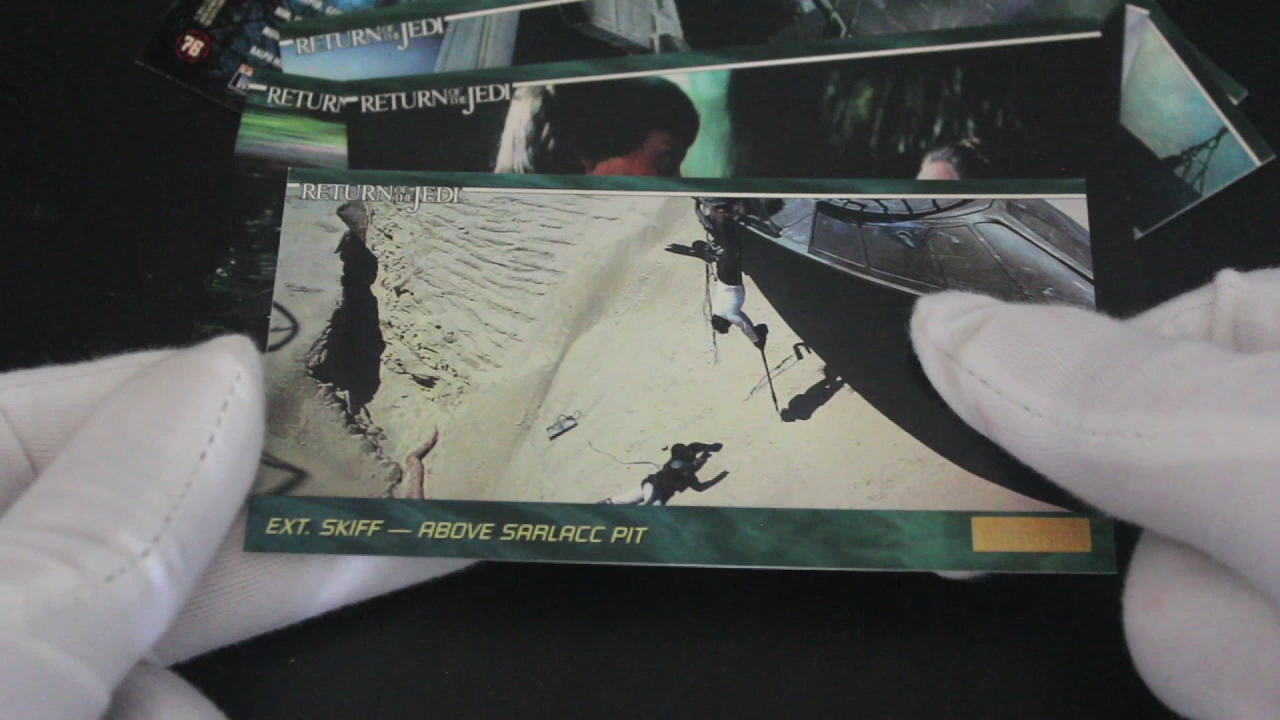 76
RETURN OF THE JEDI
RETURN
RETURN OF THE JEDI
RETURN OF THE JEDI
EXT. SKIFF — ABOVE SARLACC PIT
WIDEVISION